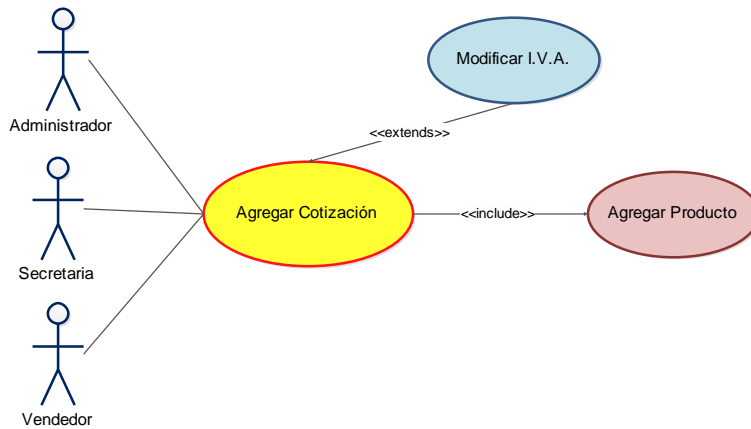 Modificar I.V.A.
Administrador
<<extends>>
Agregar Cotización
<<include>>
Agregar Producto
Secretaria
Vendedor